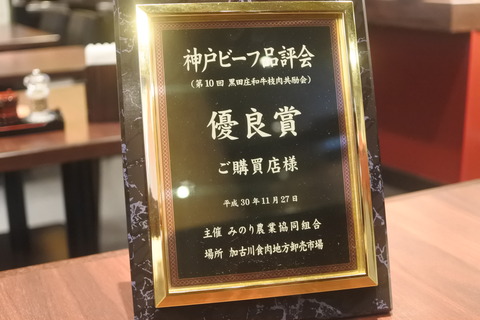 神戸ビーフ品評会
(第10回 黒田庄和牛枝肉共励会)
優良賞
ご購買店様
平成30年11月27日
主催 みのり農業協同組合
場所 加古川食肉地方卸売市場